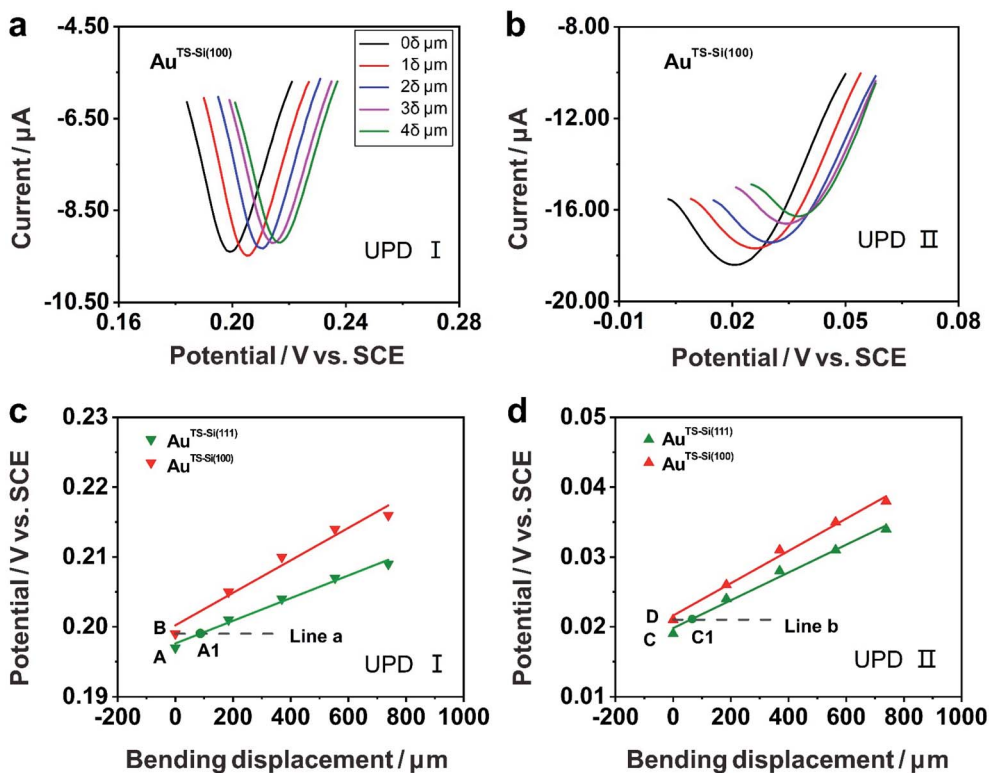 a
Au^TS-Si(100)
0δ μm
1δ μm
2δ μm
3δ μm
4δ μm
UPD Ⅰ
Current / μA
-4.50
-6.50
-8.50
-10.50
0.16 0.20 0.24 0.28
Potential / V vs. SCE
b
Au^TS-Si(100)
UPD Ⅱ
Current / μA
-8.00
-12.00
-16.00
-20.00
-0.01 0.02 0.05 0.08
Potential / V vs. SCE
c
Au^TS-Si(111)
Au^TS-Si(100)
B
A
A1
Line a
UPD Ⅰ
Potential / V vs. SCE
0.23
0.22
0.21
0.20
0.19
-200 0 200 400 600 800 1000
Bending displacement / μm
d
Au^TS-Si(111)
Au^TS-Si(100)
D
C
C1
Line b
UPD Ⅱ
Potential / V vs. SCE
0.05
0.04
0.03
0.02
0.01
-200 0 200 400 600 800 1000
Bending displacement / μm